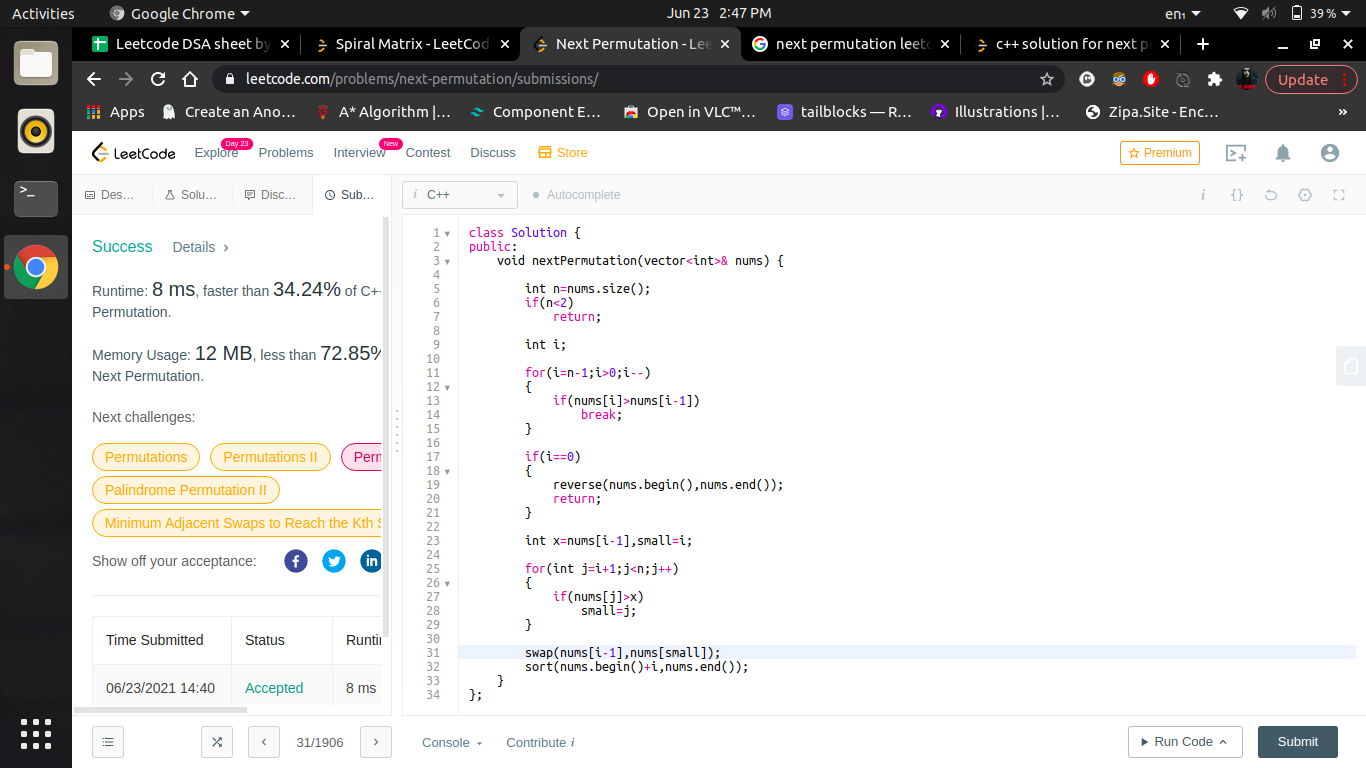 Activities Google Chrome Jun 23 2:47 PM en₁ 39 %
Leetcode DSA sheet by Spiral Matrix - LeetCod Next Permutation - Lee next permutation leetc c++ solution for next p
leetcode.com/problems/next-permutation/submissions/ Update
Apps Create an Ano... A* Algorithm |... Component E... Open in VLC™... tailblocks — R... Illustrations |... Zipa.Site - Enc... »
LeetCode Explore Day 23 Problems Interview New Contest Discuss Store Premium
Des... Solu... Disc... Sub... i C++ Autocomplete i {}
Success Details >
Runtime: 8 ms, faster than 34.24% of C+
Permutation.
Memory Usage: 12 MB, less than 72.85%
Next Permutation.
Next challenges:
Permutations Permutations II Perm
Palindrome Permutation II
Minimum Adjacent Swaps to Reach the Kth S
Show off your acceptance:
Time Submitted Status Runti
06/23/2021 14:40 Accepted 8 ms
1 class Solution {
2 public:
3 void nextPermutation(vector<int>& nums) {
4
5 int n=nums.size();
6 if(n<2)
7 return;
8
9 int i;
10
11 for(i=n-1;i>0;i--)
12 {
13 if(nums[i]>nums[i-1])
14 break;
15 }
16
17 if(i==0)
18 {
19 reverse(nums.begin(),nums.end());
20 return;
21 }
22
23 int x=nums[i-1],small=i;
24
25 for(int j=i+1;j<n;j++)
26 {
27 if(nums[j]>x)
28 small=j;
29 }
30
31 swap(nums[i-1],nums[small]);
32 sort(nums.begin()+i,nums.end());
33 }
34 };
31/1906 Console Contribute i Run Code Submit